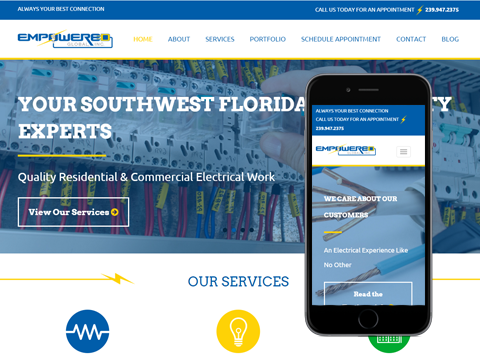 ALWAYS YOUR BEST CONNECTION
CALL US TODAY FOR AN APPOINTMENT 239.947.2375
EMPOWERED
GLOBAL INC.
HOME ABOUT SERVICES PORTFOLIO SCHEDULE APPOINTMENT CONTACT BLOG
YOUR SOUTHWEST FLORIDA TY
EXPERTS
Quality Residential & Commercial Electrical Work
View Our Services
OUR SERVICES
ALWAYS YOUR BEST CONNECTION
CALL US TODAY FOR AN APPOINTMENT
239.947.2375
EMPOWERED
WE CARE ABOUT OUR
CUSTOMERS
An Electrical Experience Like
No Other
Read the